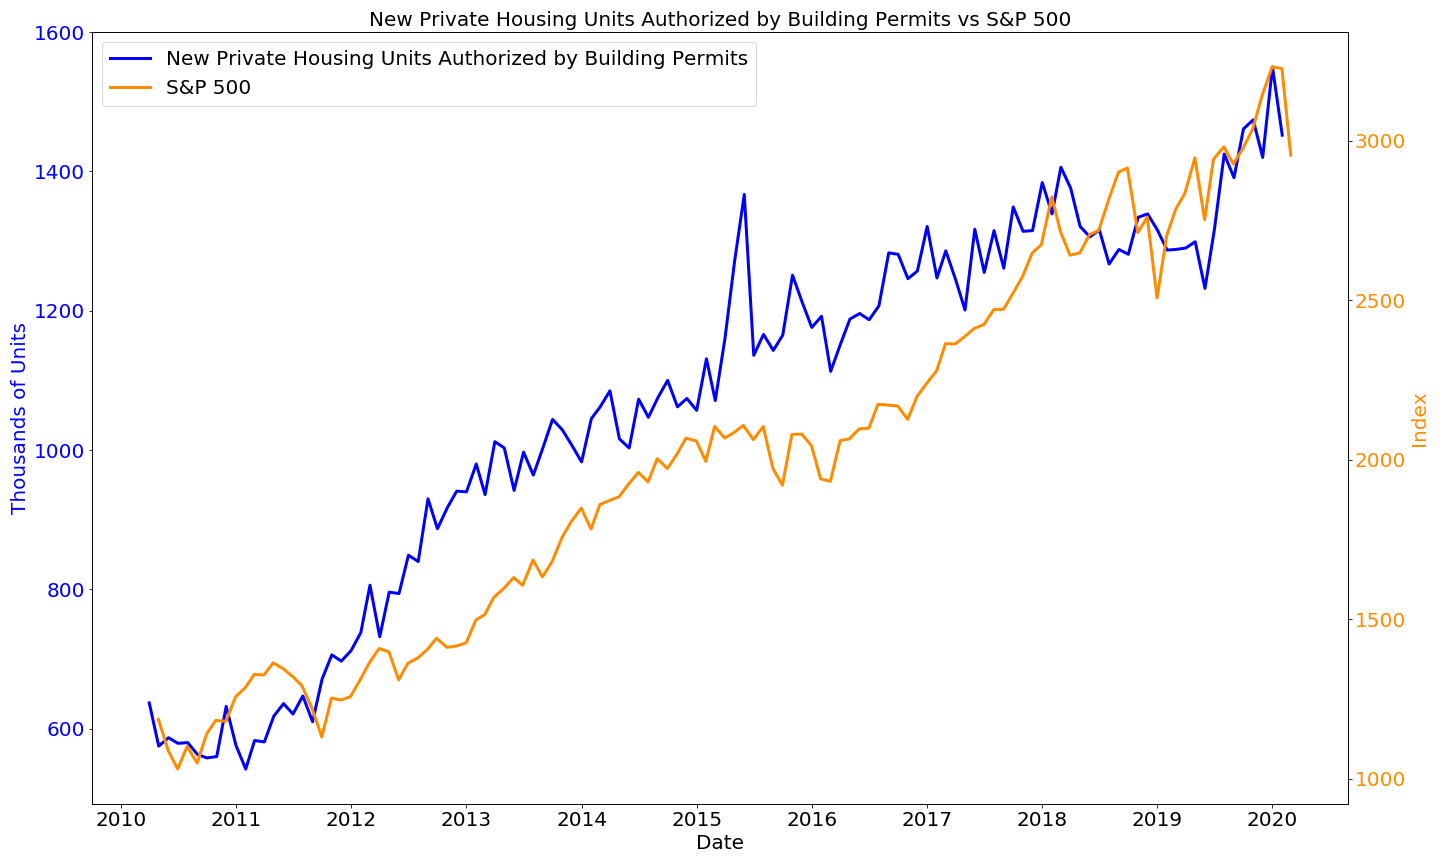 New Private Housing Units Authorized by Building Permits vs S&P 500
New Private Housing Units Authorized by Building Permits
S&P 500
1600
1400
1200
1000
800
600
Thousands of Units
3000
2500
2000
1500
1000
Index
2010 2011 2012 2013 2014 2015 2016 2017 2018 2019 2020
Date